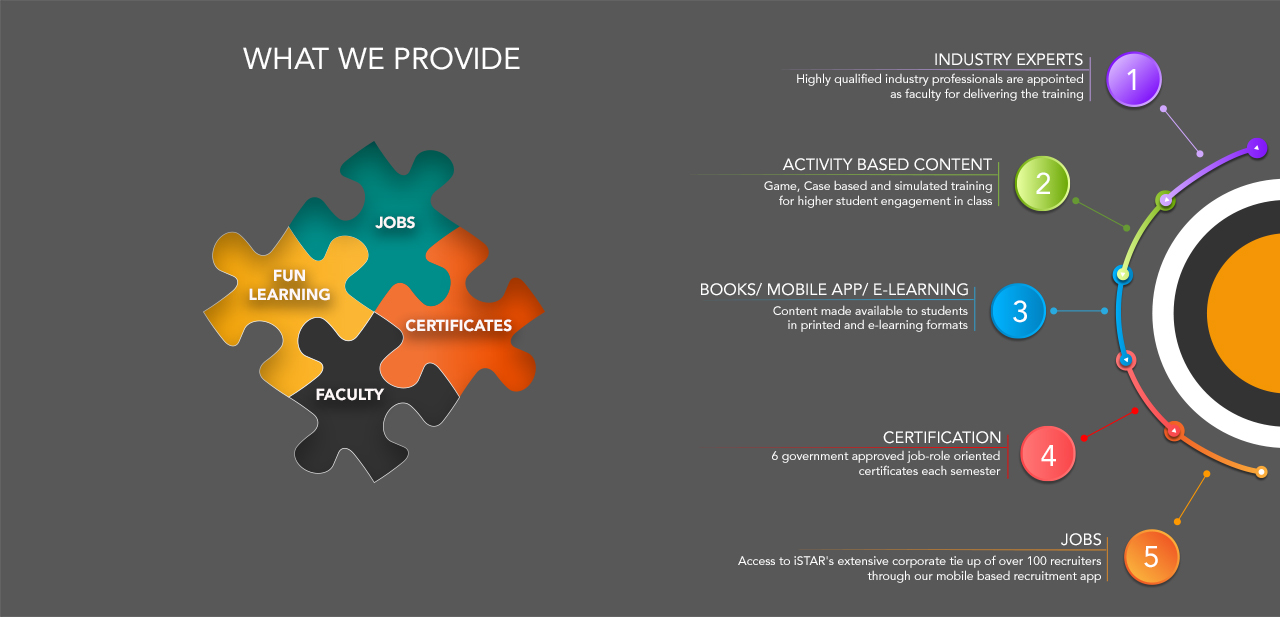 WHAT WE PROVIDE
JOBS
FUN
LEARNING
CERTIFICATES
FACULTY
INDUSTRY EXPERTS
Highly qualified industry professionals are appointed
as faculty for delivering the training
1
ACTIVITY BASED CONTENT
Game, Case based and simulated training
for higher student engagement in class
2
BOOKS/ MOBILE APP/ E-LEARNING
Content made available to students
in printed and e-learning formats
3
CERTIFICATION
6 government approved job-role oriented
certificates each semester
4
JOBS
Access to iSTAR's extensive corporate tie up of over 100 recruiters
through our mobile based recruitment app
5